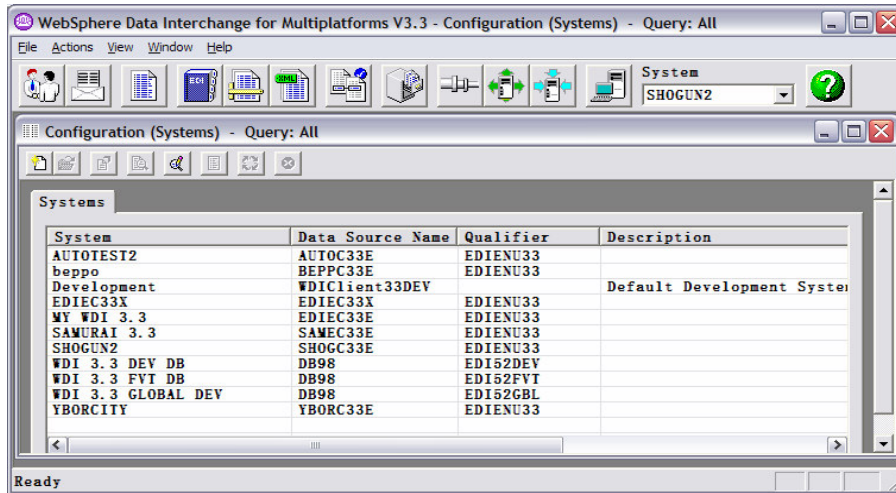 WebSphere Data Interchange for Multiplatforms V3.3 - Configuration (Systems) - Query: All
File Actions View Window Help
EDI XML System
SHOGUN2
Configuration (Systems) - Query: All
Systems
System Data Source Name Qualifier Description
AUTOTEST2 AUTOC33E EDIENU33
beppo BEPPC33E EDIENU33
Development WDIClient33DEV Default Development System
EDIEC33X EDIEC33X EDIENU33
MY WDI 3.3 EDIEC33E EDIENU33
SAMURAI 3.3 SAMEC33E EDIENU33
SHOGUN2 SHOGC33E EDIENU33
WDI 3.3 DEV DB DB98 EDI52DEV
WDI 3.3 FVT DB DB98 EDI52FVT
WDI 3.3 GLOBAL DEV DB98 EDI52GBL
YBORCITY YBORC33E EDIENU33
Ready